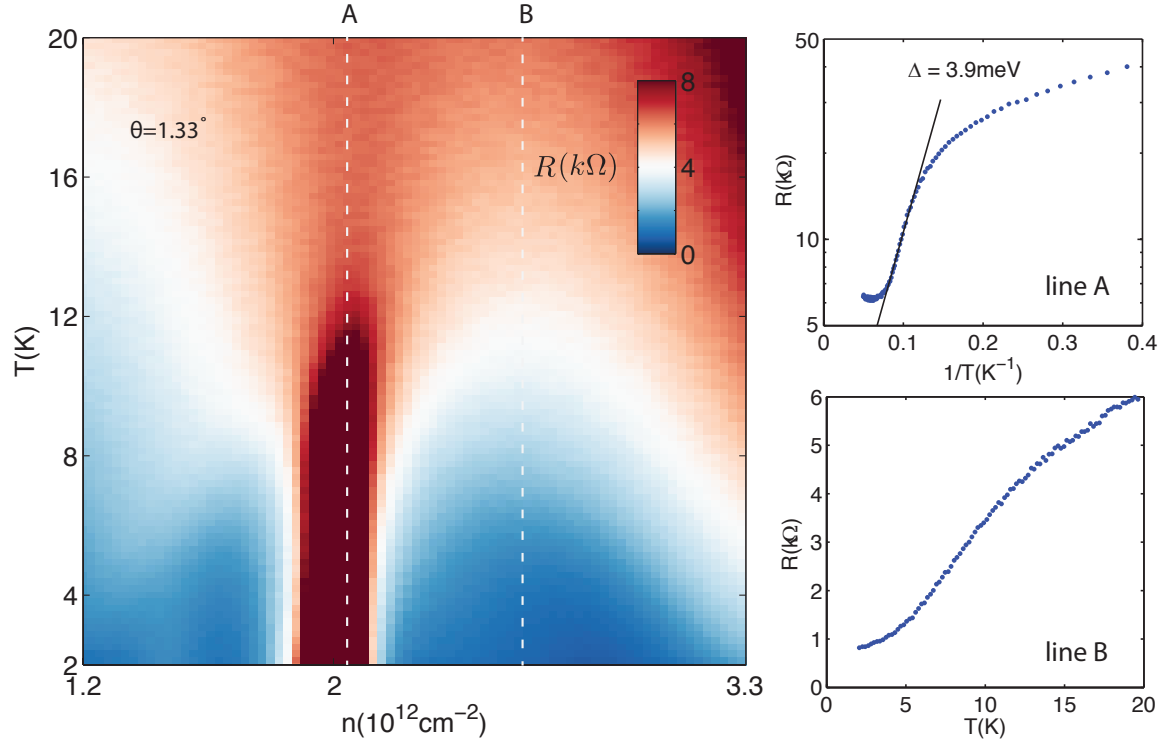 A B
20
16
12
8
4
2
T(K)
θ=1.33°
R(kΩ)
8
4
0
1.2 2 3.3
n(10¹²cm⁻²)
50
10
5
R(kΩ)
Δ = 3.9meV
line A
0 0.1 0.2 0.3 0.4
1/T(K⁻¹)
6
5
4
3
2
1
0
R(kΩ)
line B
0 5 10 15 20
T(K)